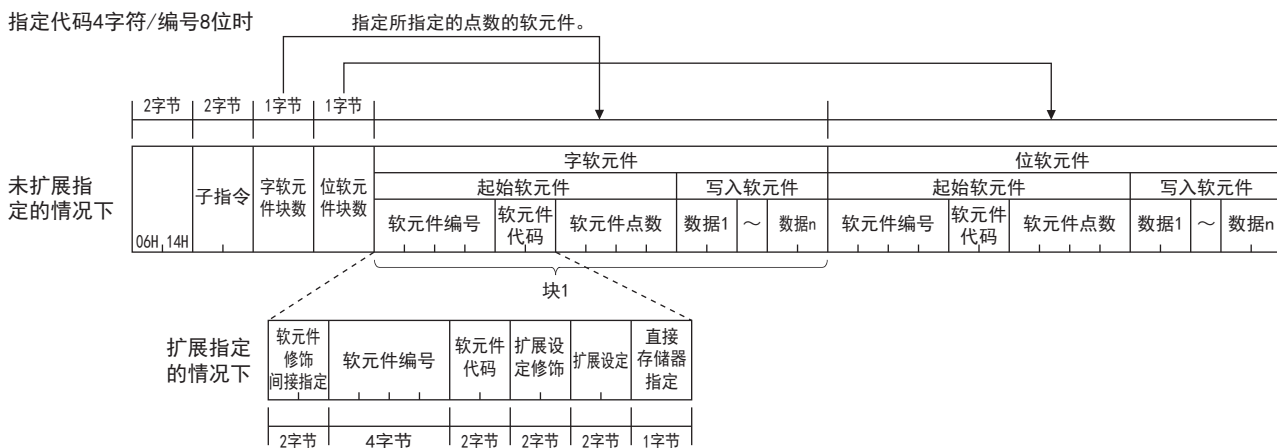 指定代码4字符/编号8位时
指定所指定的点数的软元件。
2字节 2字节 1字节 1字节
未扩展指
定的情况下
06H,14H
子指令
字软元
件块数
位软元
件块数
字软元件
位软元件
起始软元件 写入软元件 起始软元件 写入软元件
软元件编号
软元件
代码
软元件点数
数据1 ～ 数据n
软元件编号
软元件
代码
软元件点数
数据1 ～ 数据n
块1
扩展指定
的情况下
软元件
修饰
间接指定
软元件编号
软元件
代码
扩展设
定修饰
扩展设定
直接
存储器
指定
2字节 4字节 2字节 2字节 2字节 1字节